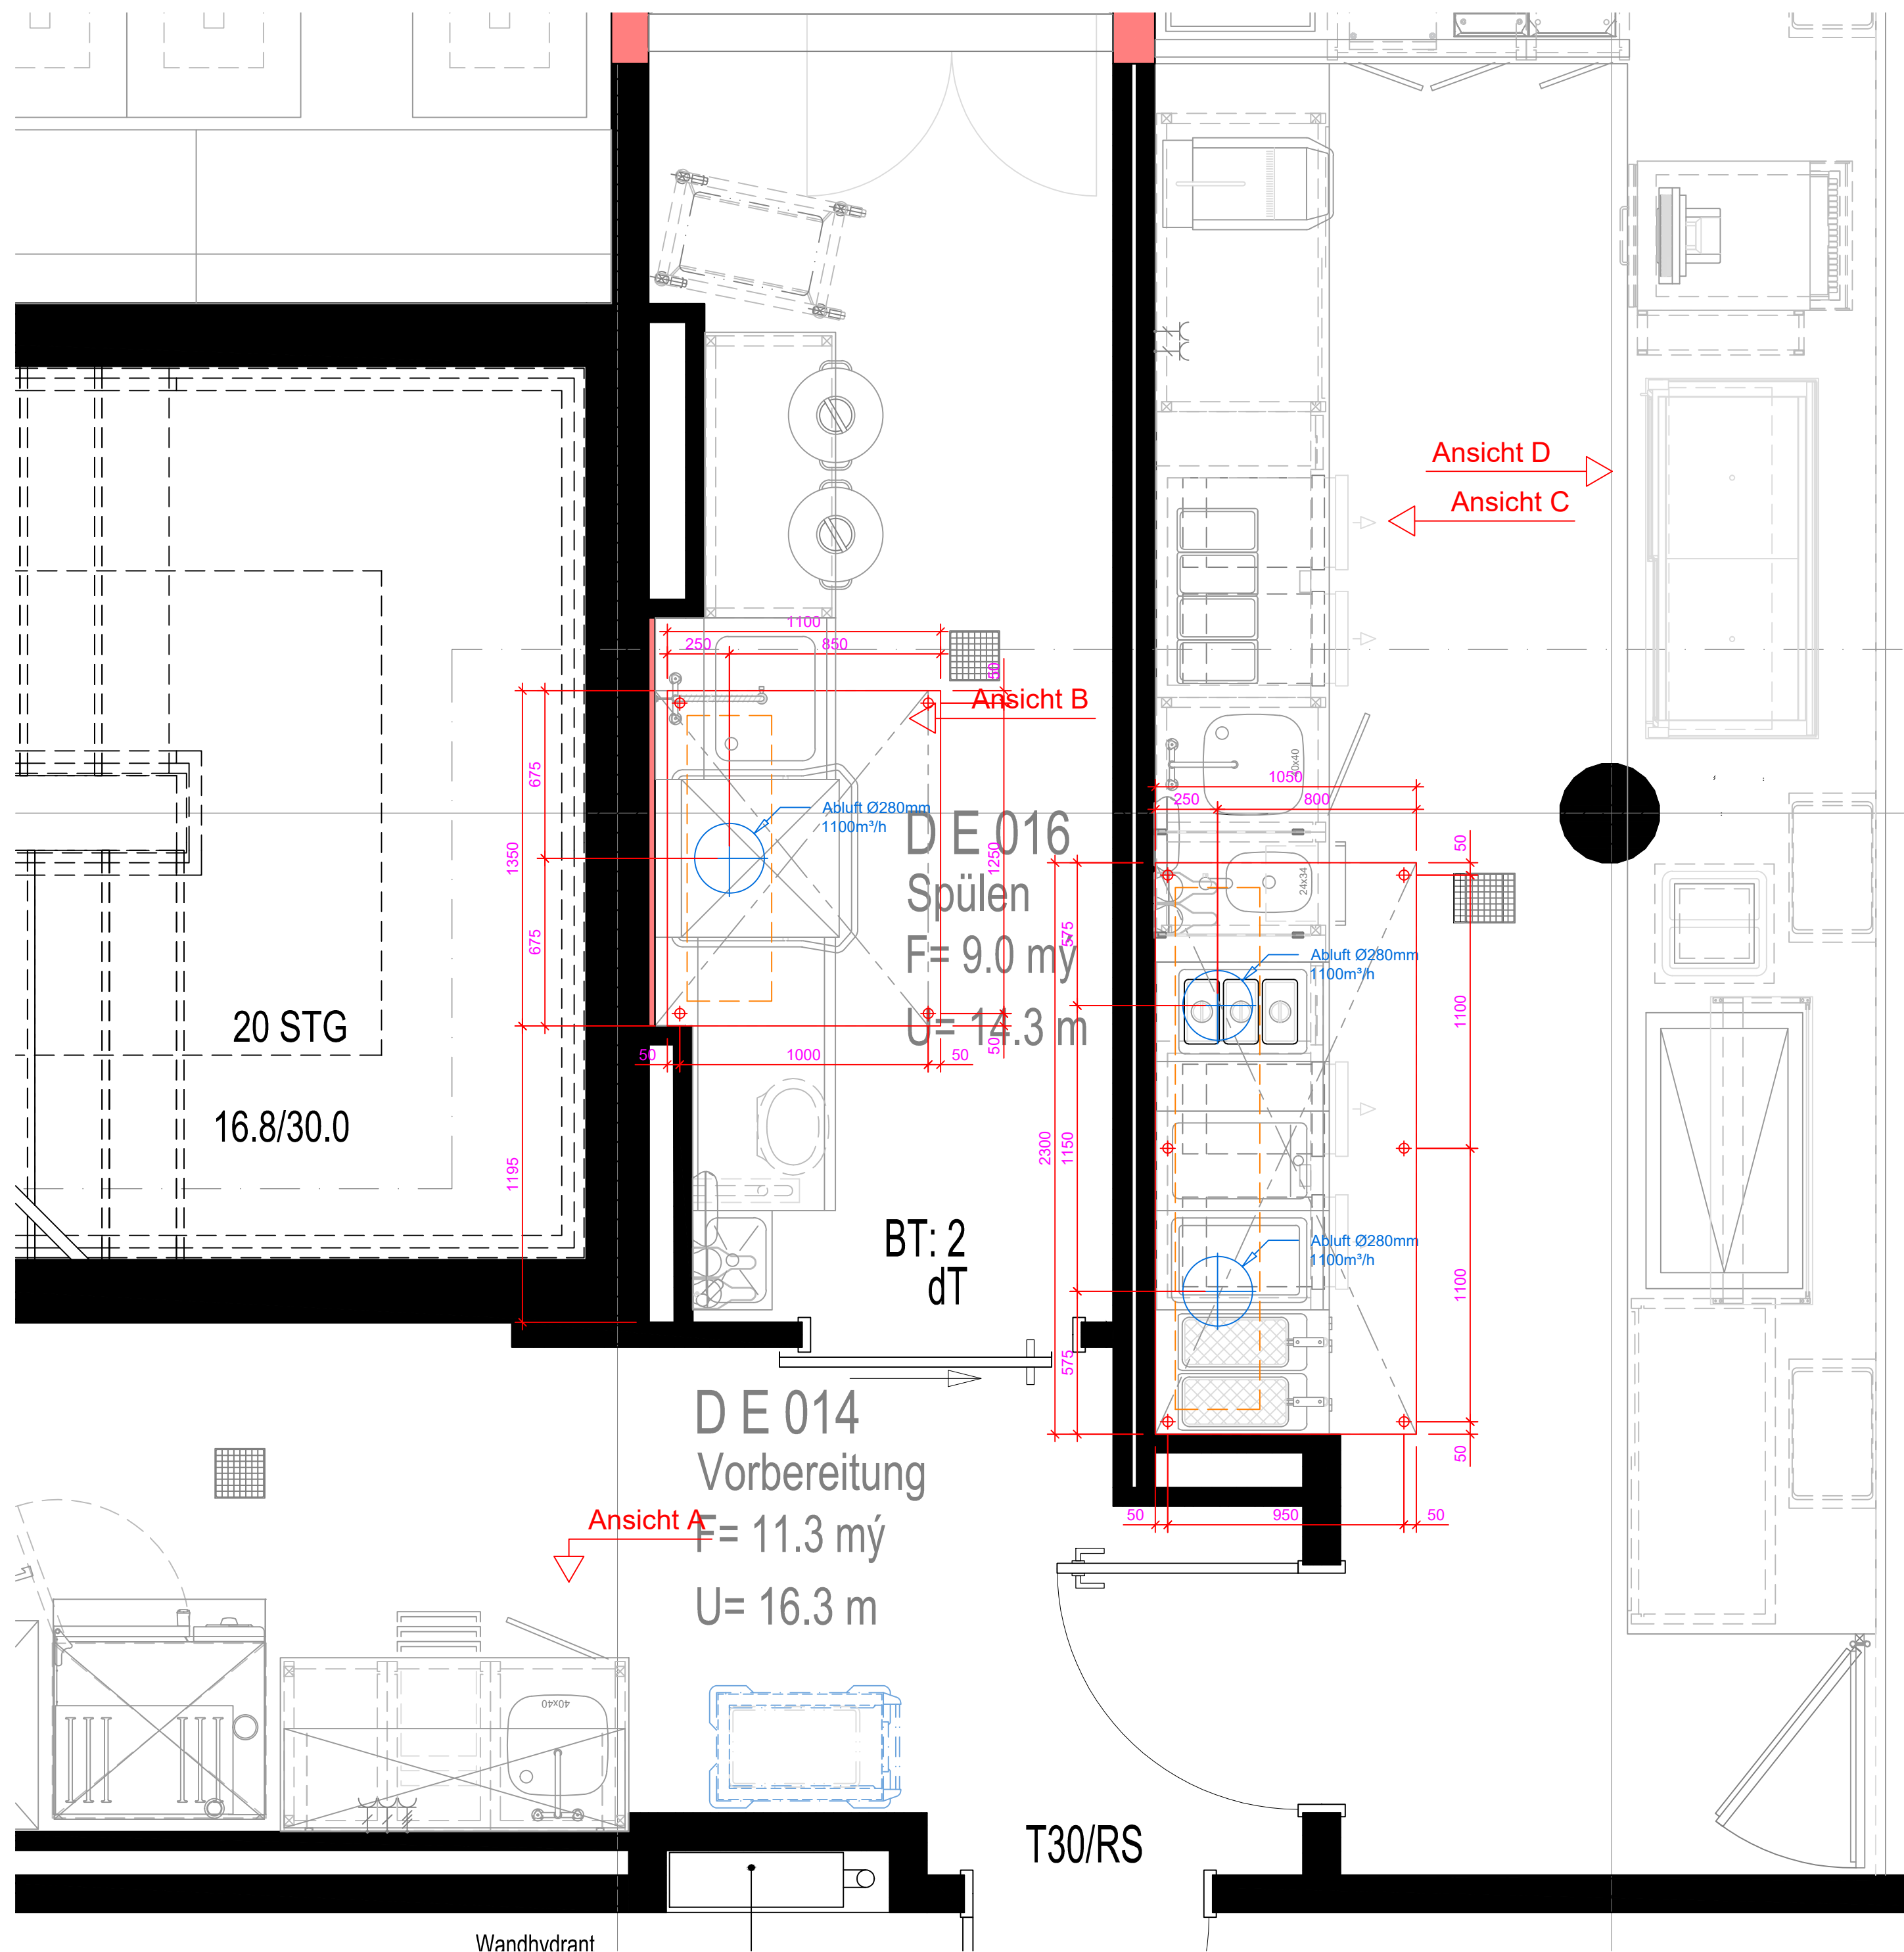 Ansicht D
Ansicht C
1100
250
850
50
Ansicht B
675
Abluft Ø280mm
1100m³/h
D E 016
Spülen
F= 9.0 mý
U= 14.3 m
1350
1250
675
50
50
1000
50
1195
20 STG
16.8/30.0
BT: 2
dT
1050
250
800
50
24x34
575
Abluft Ø280mm
1100m³/h
1100
2300
1150
Abluft Ø280mm
1100m³/h
1100
575
50
50
950
50
D E 014
Vorbereitung
F= 11.3 mý
U= 16.3 m
Ansicht A
40x40
T30/RS
Wandhydrant